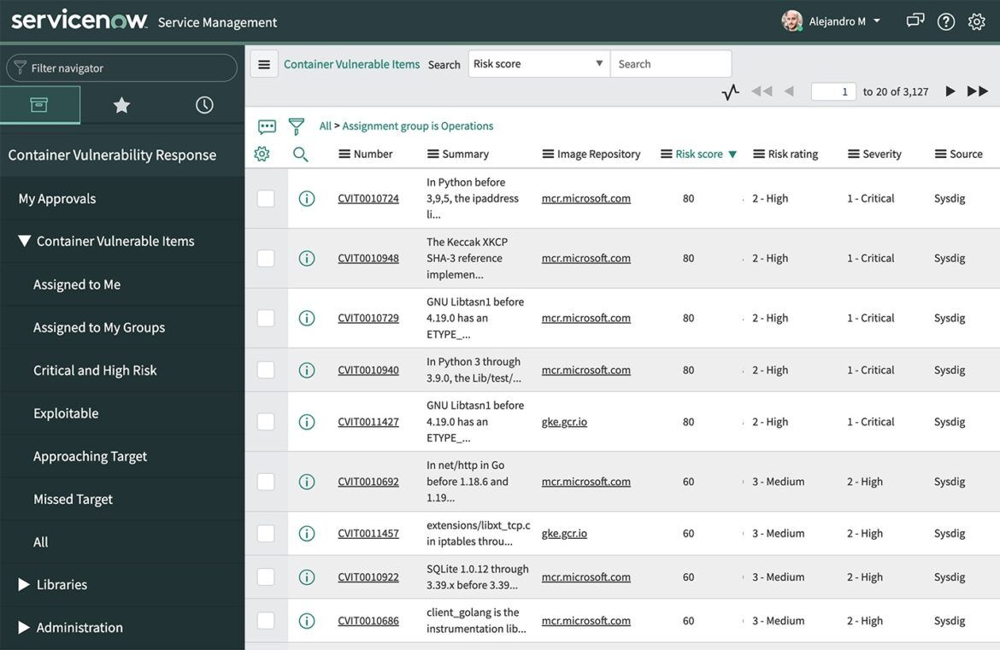 servicenow Service Management
Alejandro M
Filter navigator
Container Vulnerability Response
My Approvals
Container Vulnerable Items
Assigned to Me
Assigned to My Groups
Critical and High Risk
Exploitable
Approaching Target
Missed Target
All
Libraries
Administration
Container Vulnerable Items Search Risk score Search
1 to 20 of 3,127
All > Assignment group is Operations
Number Summary Image Repository Risk score Risk rating Severity Source
In Python before
CVIT0010724 3,9,5, the ipaddress mcr.microsoft.com 80 2 - High 1 - Critical Sysdig
li...
The Keccak XKCP
CVIT0010948 SHA-3 reference mcr.microsoft.com 80 2 - High 1 - Critical Sysdig
implemen...
GNU Libtasn1 before
CVIT0010729 4.19.0 has an mcr.microsoft.com 80 2 - High 1 - Critical Sysdig
ETYPE_...
In Python 3 through
CVIT0010940 3.9.0, the Lib/test/... mcr.microsoft.com 80 2 - High 1 - Critical Sysdig
GNU Libtasn1 before
CVIT0011427 4.19.0 has an gke.gcr.io 80 2 - High 1 - Critical Sysdig
ETYPE_...
In net/http in Go
CVIT0010692 before 1.18.6 and mcr.microsoft.com 60 3 - Medium 2 - High Sysdig
1.19...
extensions/libxt_tcp.c
CVIT0011457 in iptables throu... gke.gcr.io 60 3 - Medium 2 - High Sysdig
SQLite 1.0.12 through
CVIT0010922 3.39.x before 3.39... mcr.microsoft.com 60 3 - Medium 2 - High Sysdig
client_golang is the
CVIT0010686 instrumentation lib... mcr.microsoft.com 60 3 - Medium 2 - High Sysdig